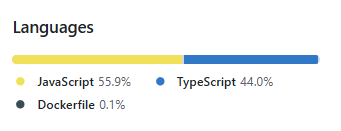 Languages
JavaScript 55.9% TypeScript 44.0%
Dockerfile 0.1%